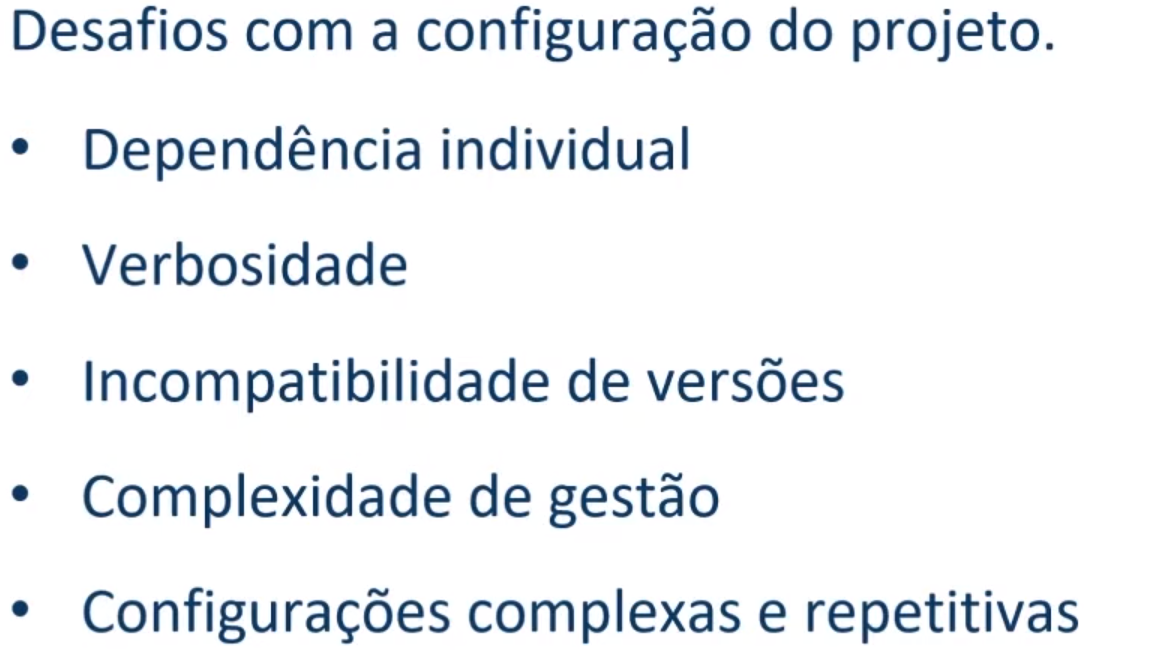 Desafios com a configuração do projeto.
• Dependência individual
• Verbosidade
• Incompatibilidade de versões
• Complexidade de gestão
• Configurações complexas e repetitivas